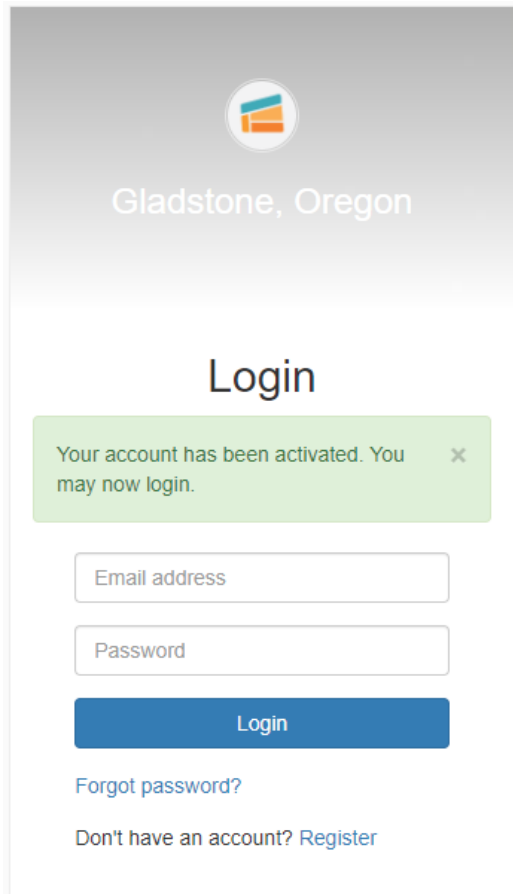 Gladstone, Oregon
Login
Your account has been activated. You ×
may now login.
Email address
Password
Login
Forgot password?
Don't have an account? Register